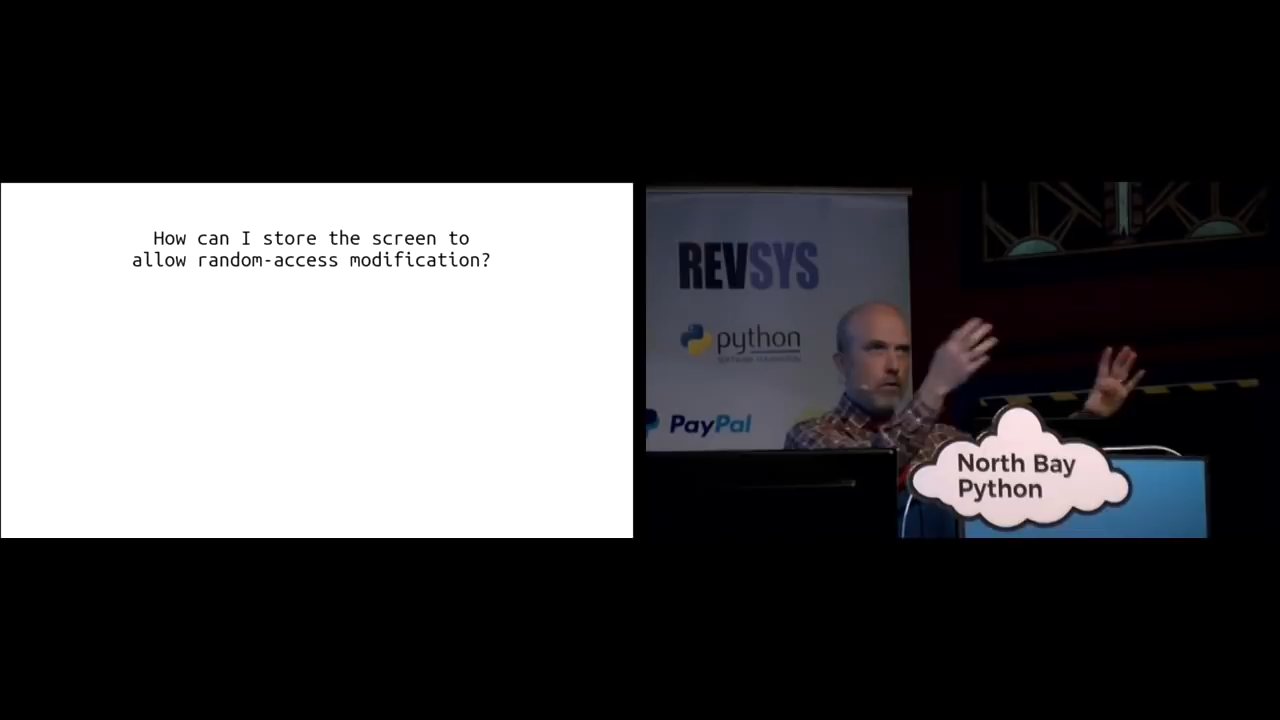 How can I store the screen to
allow random-access modification?
REVSYS
python
PayPal
North Bay
Python